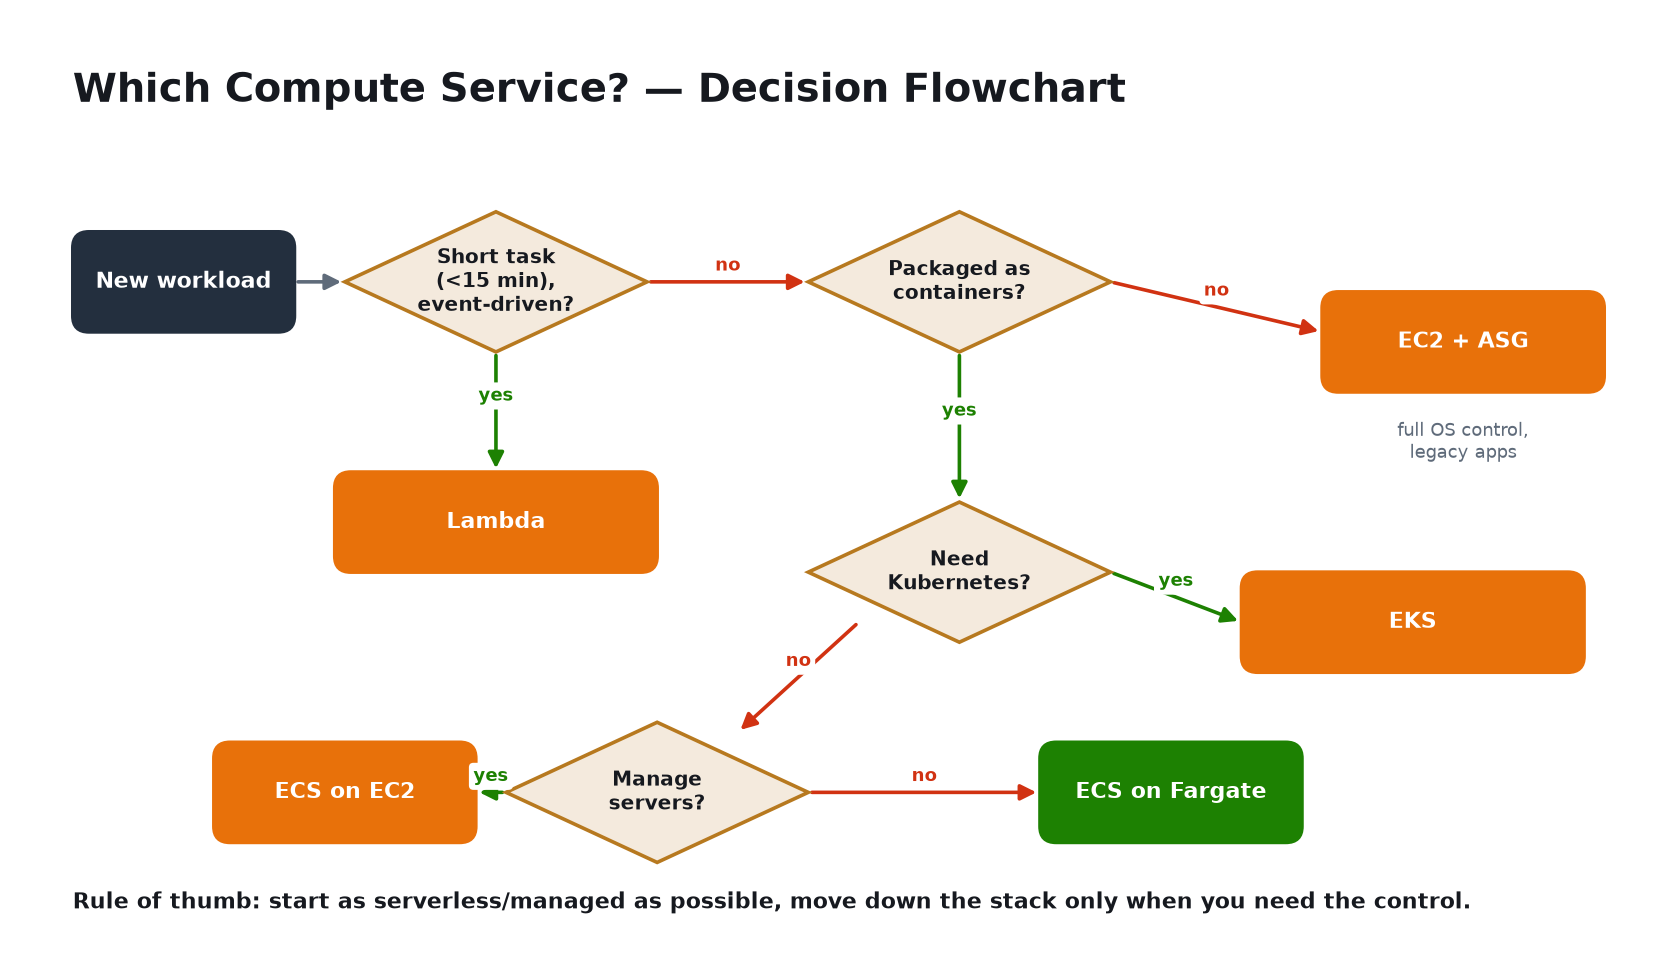 Which Compute Service? — Decision Flowchart
New workload
Short task
(<15 min),
event-driven?
no
Packaged as
containers?
no
EC2 + ASG
full OS control,
legacy apps
yes
Lambda
yes
Need
Kubernetes?
yes
EKS
no
ECS on EC2
yes
Manage
servers?
no
ECS on Fargate
Rule of thumb: start as serverless/managed as possible, move down the stack only when you need the control.